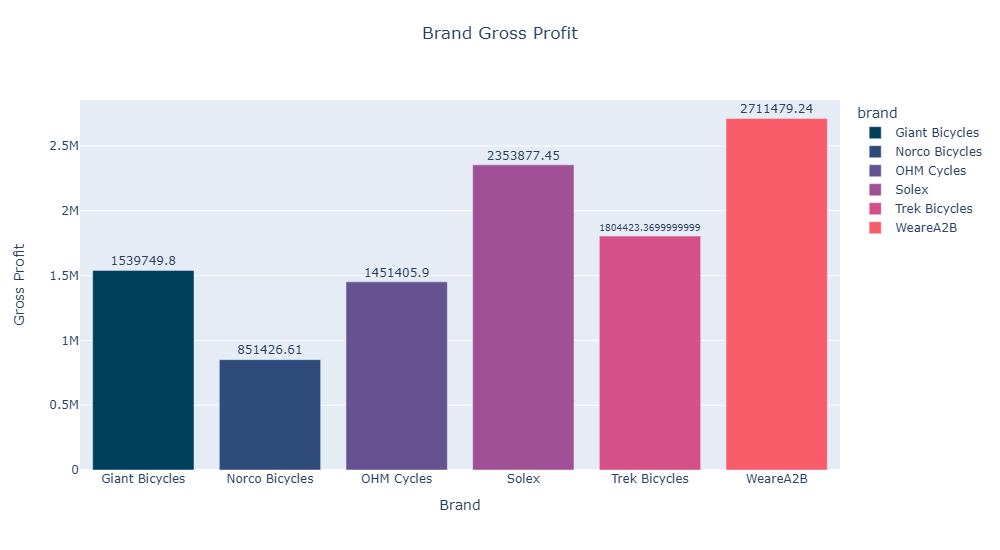 Brand Gross Profit
Gross Profit
2.5M
2M
1.5M
1M
0.5M
0
1539749.8
851426.61
1451405.9
2353877.45
1804423.3699999999
2711479.24
Giant Bicycles
Norco Bicycles
OHM Cycles
Solex
Trek Bicycles
WeareA2B
Brand
brand
Giant Bicycles
Norco Bicycles
OHM Cycles
Solex
Trek Bicycles
WeareA2B